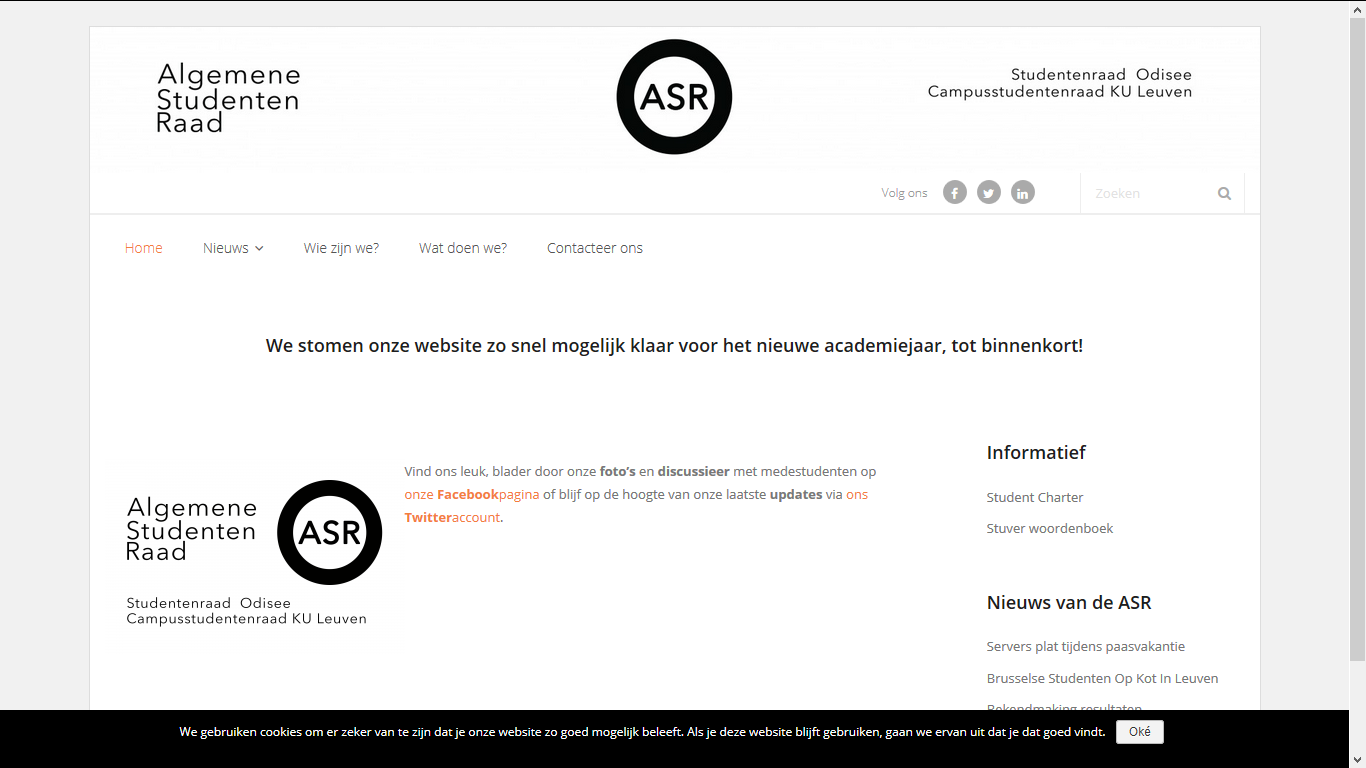 Algemene
Studenten
Raad
ASR
Studentenraad Odisee
Campusstudentenraad KU Leuven
Volg ons
Zoeken
Home Nieuws Wie zijn we? Wat doen we? Contacteer ons
We stomen onze website zo snel mogelijk klaar voor het nieuwe academiejaar, tot binnenkort!
Algemene
Studenten
Raad
ASR
Studentenraad Odisee
Campusstudentenraad KU Leuven
Vind ons leuk, blader door onze foto's en discussieer met medestudenten op
onze Facebookpagina of blijf op de hoogte van onze laatste updates via ons
Twitteraccount.
Informatief
Student Charter
Stuver woordenboek
Nieuws van de ASR
Servers plat tijdens paasvakantie
Brusselse Studenten Op Kot In Leuven
Bekendmaking resultaten
We gebruiken cookies om er zeker van te zijn dat je onze website zo goed mogelijk beleeft. Als je deze website blijft gebruiken, gaan we ervan uit dat je dat goed vindt. Oké